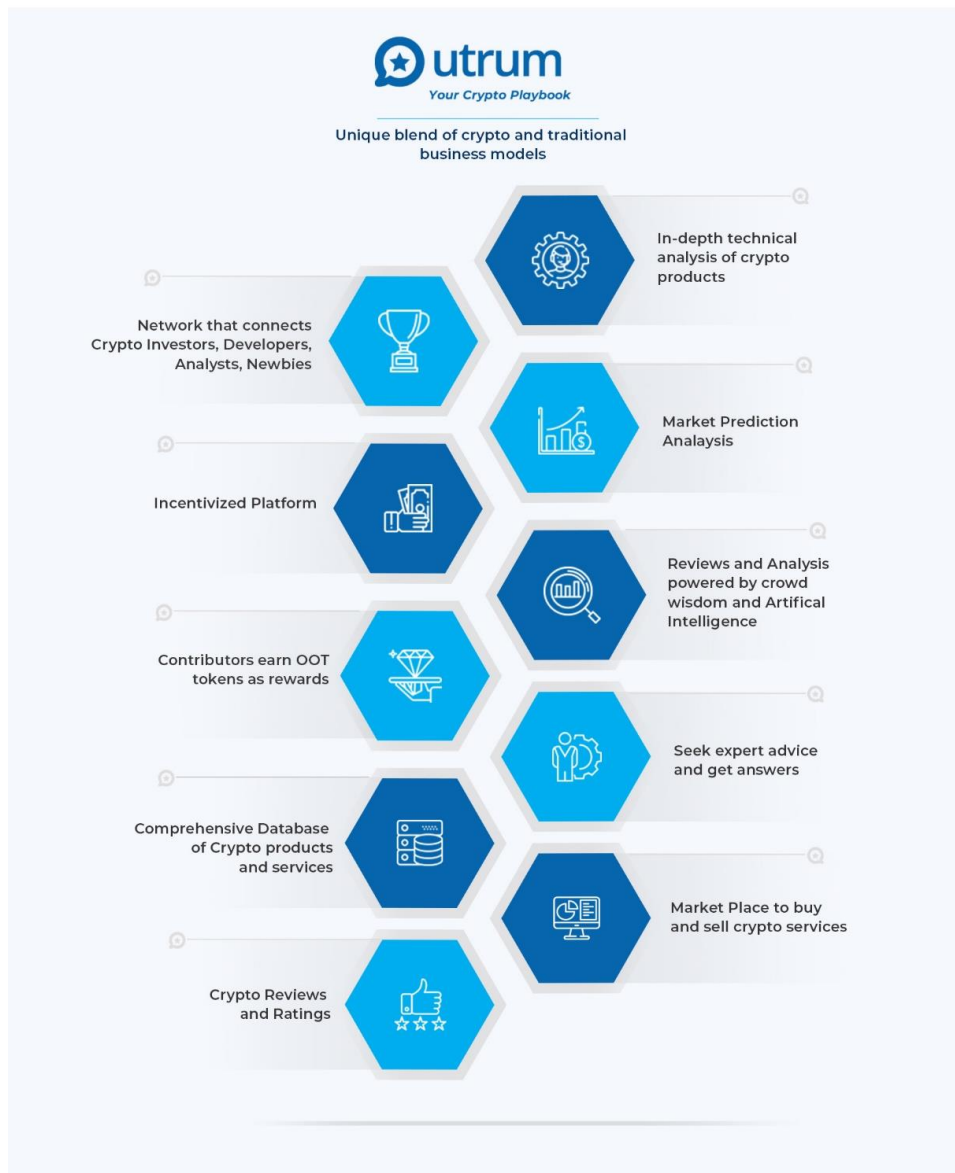 utrum
Your Crypto Playbook
Unique blend of crypto and traditional
business models
In-depth technical
analysis of crypto
products
Network that connects
Crypto Investors, Developers,
Analysts, Newbies
Market Prediction
Analaysis
Incentivized Platform
Reviews and Analysis
powered by crowd
wisdom and Artifical
Intelligence
Contributors earn OOT
tokens as rewards
Seek expert advice
and get answers
Comprehensive Database
of Crypto products
and services
Market Place to buy
and sell crypto services
Crypto Reviews
and Ratings